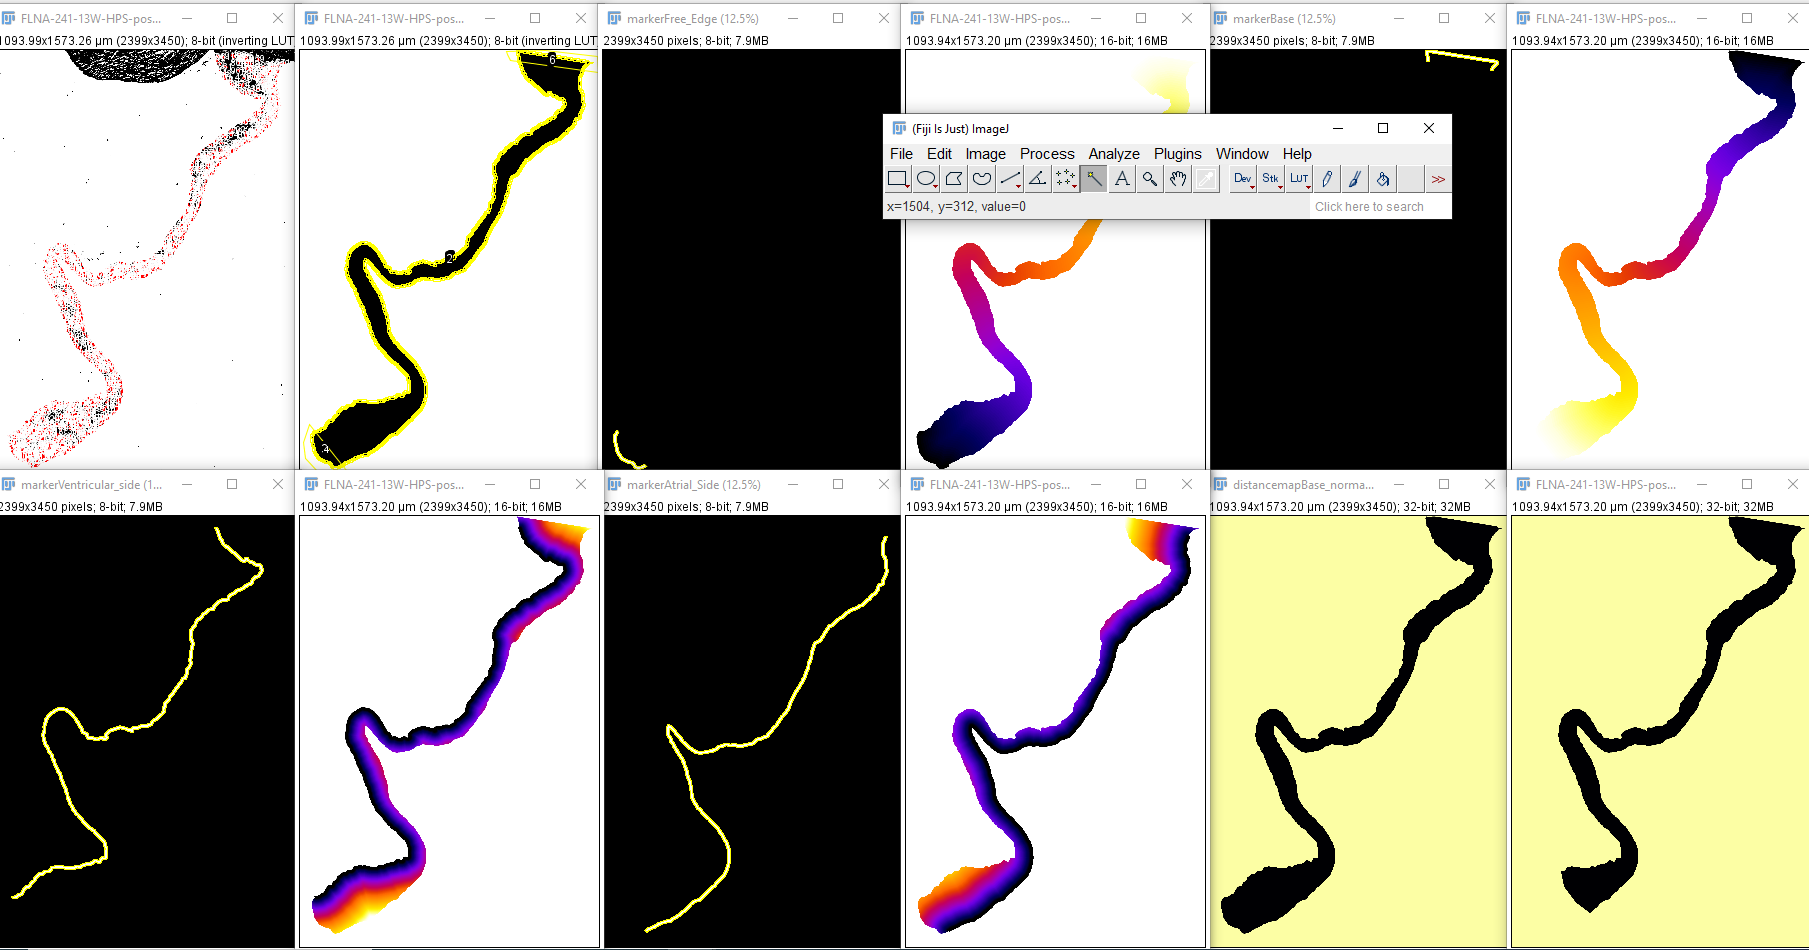 FLNA-241-13W-HPS-pos...
1093.99x1573.26 µm (2399x3450); 8-bit (inverting LUT
FLNA-241-13W-HPS-pos...
1093.99x1573.26 µm (2399x3450); 8-bit (inverting LUT
6
2
4
markerFree_Edge (12.5%)
2399x3450 pixels; 8-bit; 7.9MB
FLNA-241-13W-HPS-pos...
1093.94x1573.20 µm (2399x3450); 16-bit; 16MB
markerBase (12.5%)
2399x3450 pixels; 8-bit; 7.9MB
FLNA-241-13W-HPS-pos...
1093.94x1573.20 µm (2399x3450); 16-bit; 16MB
(Fiji Is Just) ImageJ
File Edit Image Process Analyze Plugins Window Help
A Dev Stk LUT >>
x=1504, y=312, value=0
Click here to search
markerVentricular_side (1...
2399x3450 pixels; 8-bit; 7.9MB
FLNA-241-13W-HPS-pos...
1093.94x1573.20 µm (2399x3450); 16-bit; 16MB
markerAtrial_Side (12.5%)
2399x3450 pixels; 8-bit; 7.9MB
FLNA-241-13W-HPS-pos...
1093.94x1573.20 µm (2399x3450); 16-bit; 16MB
distancemapBase_norma...
1093.94x1573.20 µm (2399x3450); 32-bit; 32MB
FLNA-241-13W-HPS-pos...
1093.94x1573.20 µm (2399x3450); 32-bit; 32MB